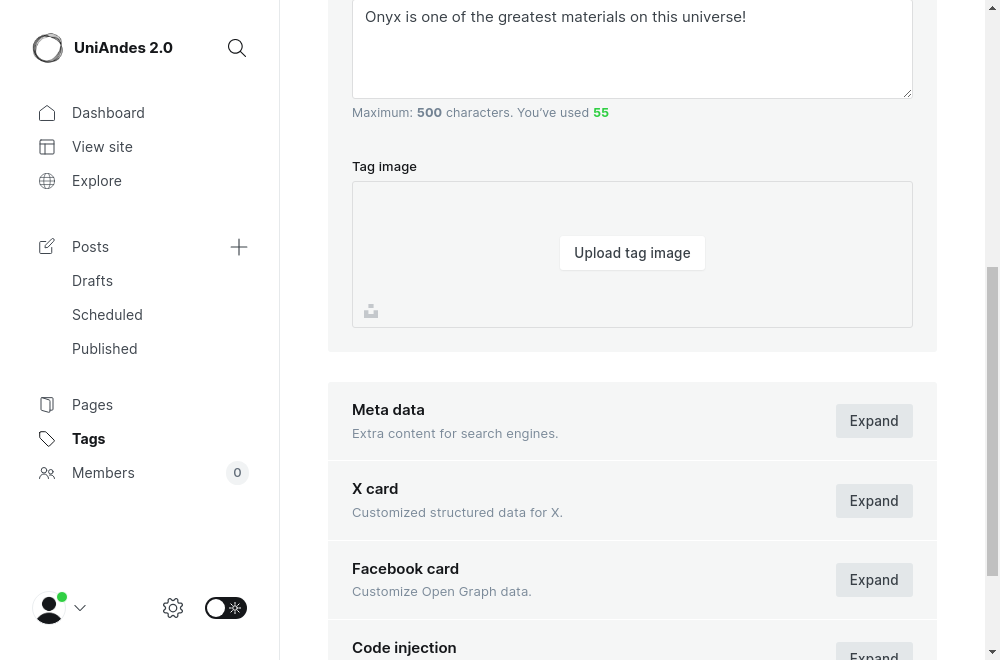 UniAndes 2.0
Dashboard
View site
Explore
Posts
Drafts
Scheduled
Published
Pages
Tags
Members
0
Onyx is one of the greatest materials on this universe!
Maximum: 500 characters. You’ve used 55
Tag image
Upload tag image
Meta data
Extra content for search engines.
Expand
X card
Customized structured data for X.
Expand
Facebook card
Customize Open Graph data.
Expand
Code injection
Expand